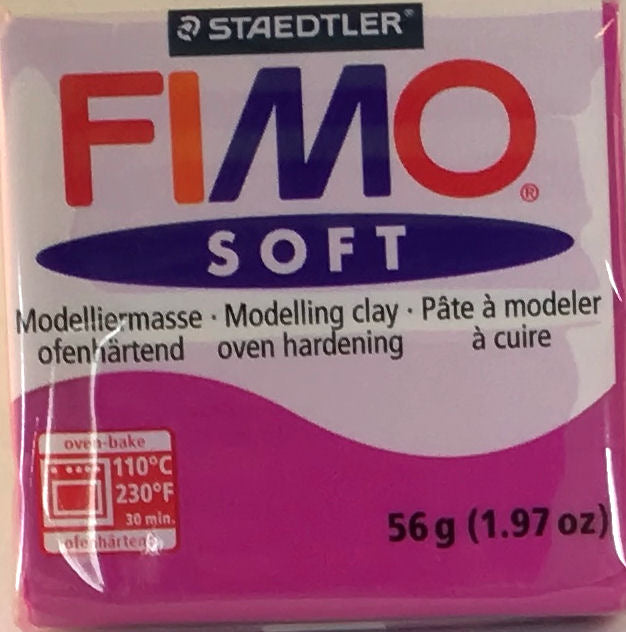 STAEDTLER®
FIMO®
SOFT
Modelliermasse · Modelling clay · Pâte à modeler
ofenhärtend oven hardening à cuire
oven-bake
110°C
230°F
30 min.
ofenhärtend
56 g (1.97 oz)